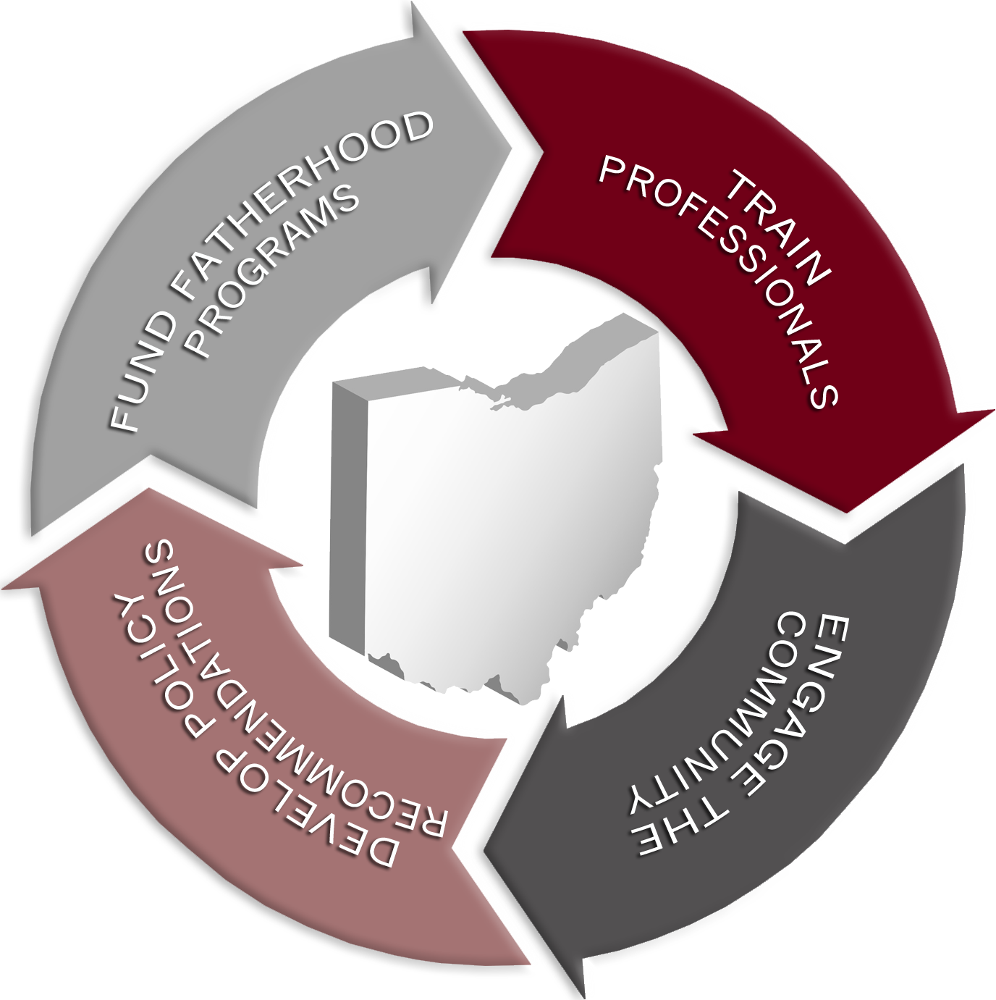 FUND FATHERHOOD
PROGRAMS
TRAIN
PROFESSIONALS
ENGAGE THE
COMMUNITY
DEVELOP POLICY
RECOMMENDATIONS